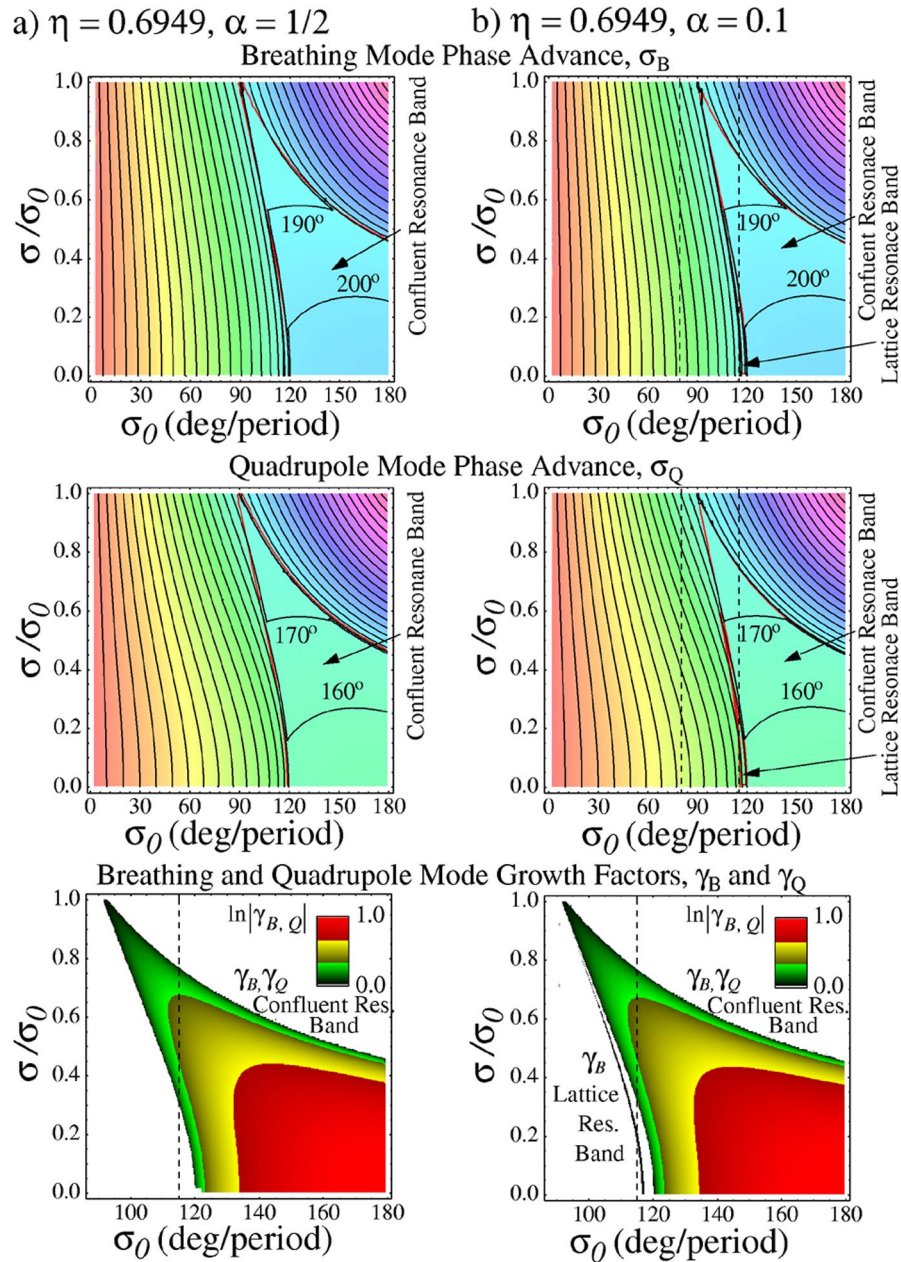 a) η = 0.6949, α = 1/2
b) η = 0.6949, α = 0.1
Breathing Mode Phase Advance, σB
1.0
0.8
0.6
0.4
0.2
0.0
σ/σ0
190º
200º
Confluent Resonance Band
0 30 60 90 120 150 180
σ0 (deg/period)
1.0
0.8
0.6
0.4
0.2
0.0
σ/σ0
190º
200º
Confuent Resonace Band
Lattice Resonace Band
0 30 60 90 120 150 180
σ0 (deg/period)
Quadrupole Mode Phase Advance, σQ
1.0
0.8
0.6
0.4
0.2
0.0
σ/σ0
170º
160º
Confluent Resonane Band
0 30 60 90 120 150 180
σ0 (deg/period)
1.0
0.8
0.6
0.4
0.2
0.0
σ/σ0
170º
160º
Confuent Resonace Band
Lattice Resonace Band
0 30 60 90 120 150 180
σ0 (deg/period)
Breathing and Quadrupole Mode Growth Factors, γB and γQ
1.0
0.8
0.6
0.4
0.2
0.0
σ/σ0
ln|γB, Q|
1.0
0.0
γB,γQ
Confluent Res.
Band
100 120 140 160 180
σ0 (deg/period)
1.0
0.8
0.6
0.4
0.2
0.0
σ/σ0
ln|γB, Q|
1.0
0.0
γB,γQ
Confluent Res.
Band
γB
Lattice
Res.
Band
100 120 140 160 180
σ0 (deg/period)